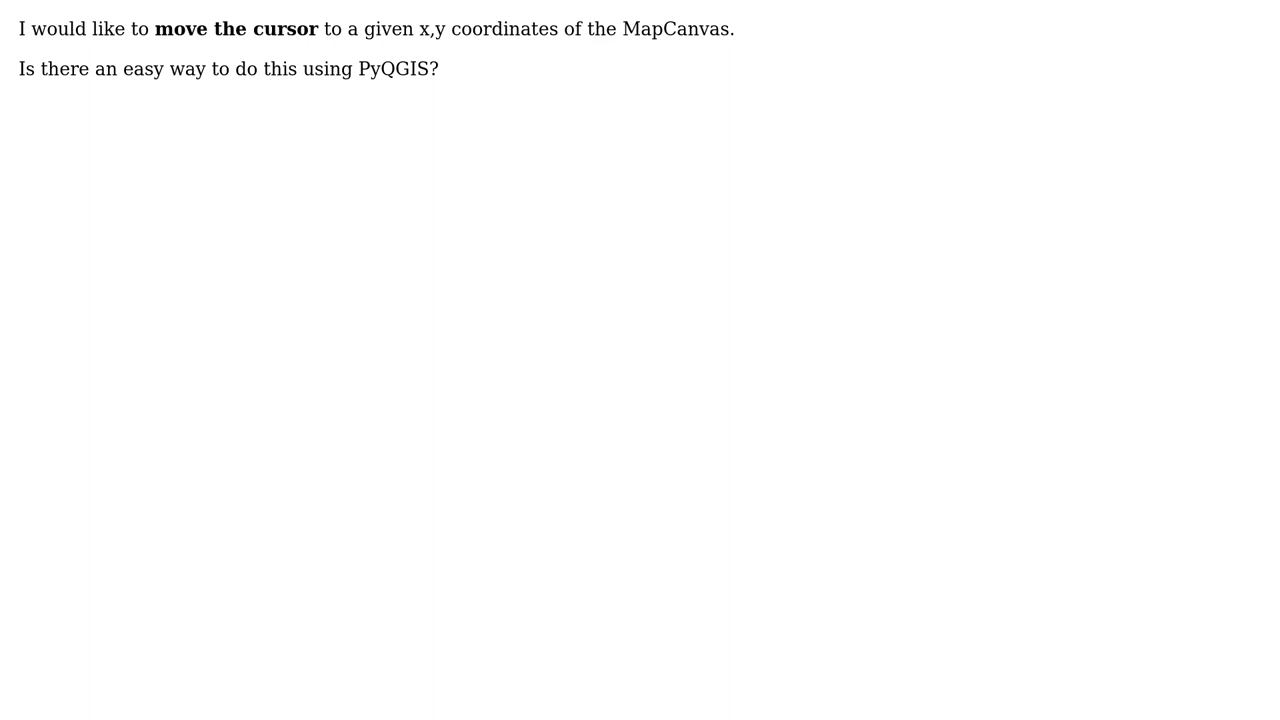 I would like to move the cursor to a given x,y coordinates of the MapCanvas.
Is there an easy way to do this using PyQGIS?